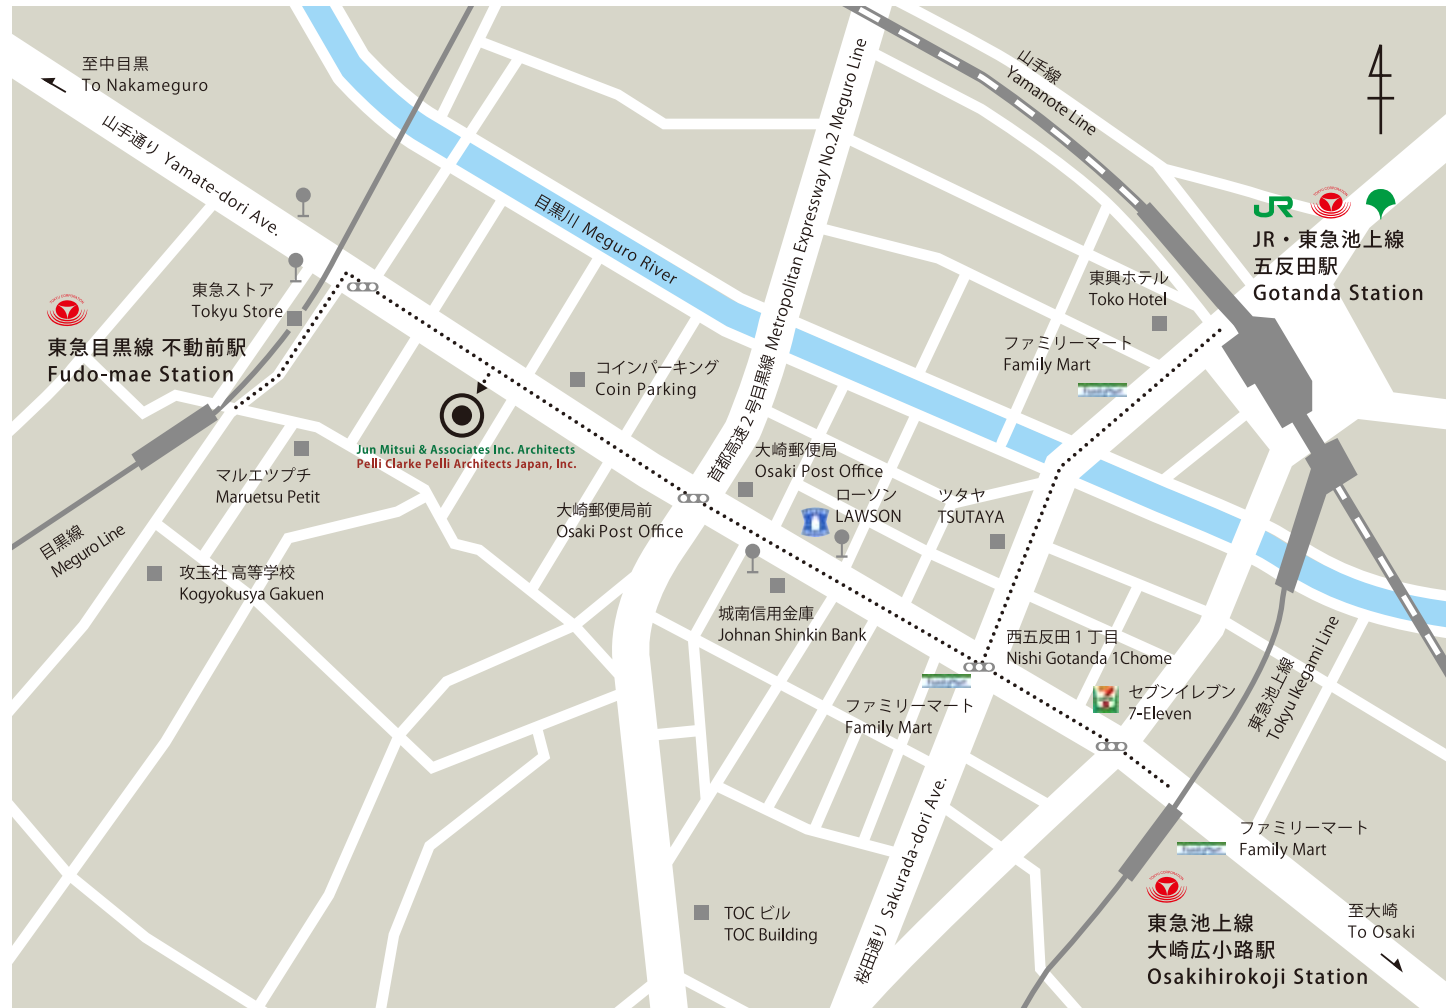 至中目黒
To Nakameguro
山手通り Yamate-dori Ave.
山手線
Yamanote Line
目黒川 Meguro River
首都高速2号目黒線 Metropolitan Expressway No.2 Meguro Line
JR
JR・東急池上線
五反田駅
Gotanda Station
東興ホテル
Toko Hotel
ファミリーマート
Family Mart
東急ストア
Tokyu Store
東急目黒線 不動前駅
Fudo-mae Station
コインパーキング
Coin Parking
Jun Mitsui & Associates Inc. Architects
Pelli Clarke Pelli Architects Japan, Inc.
マルエツプチ
Maruetsu Petit
目黒線
Meguro Line
攻玉社 高等学校
Kogyokusya Gakuen
大崎郵便局前
Osaki Post Office
大崎郵便局
Osaki Post Office
ローソン
LAWSON
ツタヤ
TSUTAYA
城南信用金庫
Johnan Shinkin Bank
西五反田1丁目
Nishi Gotanda 1Chome
ファミリーマート
Family Mart
セブンイレブン
7-Eleven
東急池上線
Tokyu Ikegami Line
桜田通り Sakurada-dori Ave.
TOC ビル
TOC Building
ファミリーマート
Family Mart
東急池上線
大崎広小路駅
Osakihirokoji Station
至大崎
To Osaki